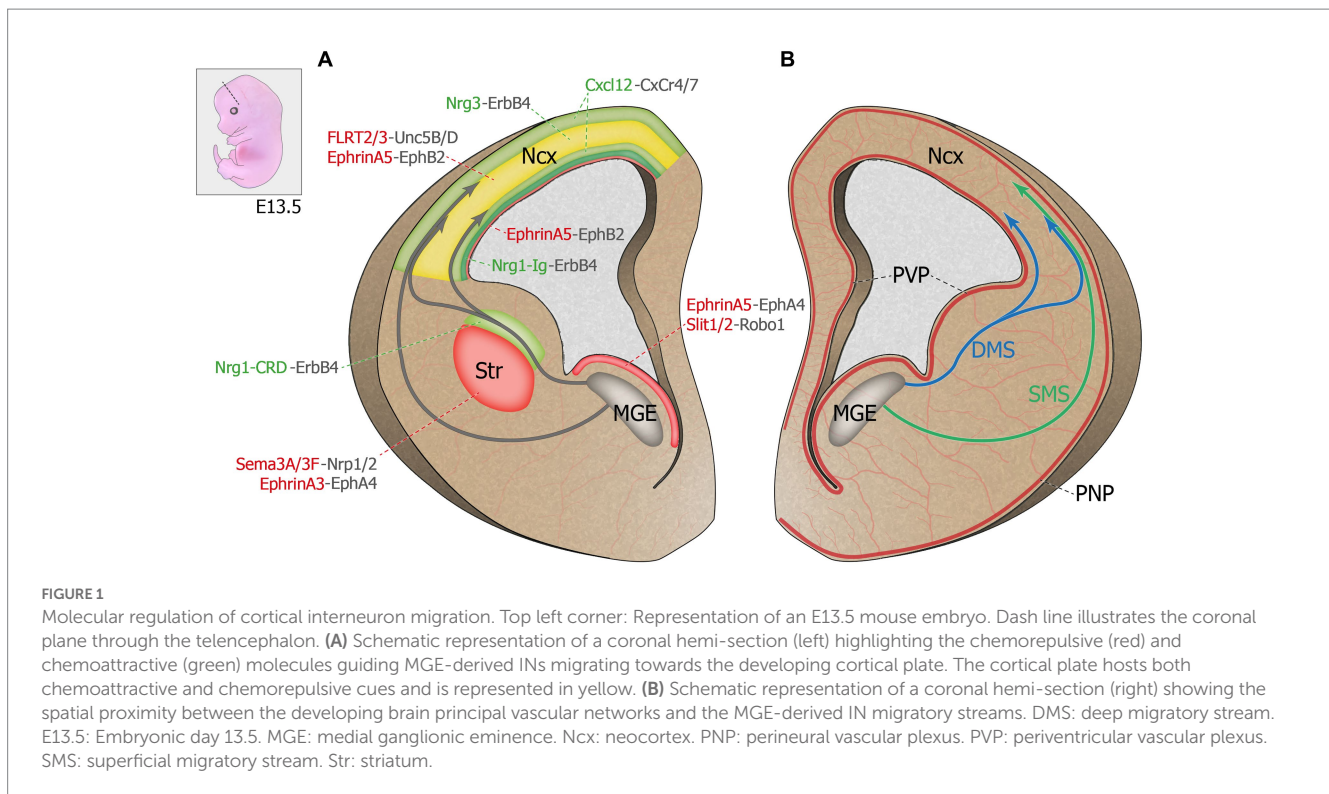 A
B
E13.5
Cxcl12-CxCr4/7
Nrg3-ErbB4
FLRT2/3-Unc5B/D
EphrinA5-EphB2
Ncx
EphrinA5-EphB2
Nrg1-Ig-ErbB4
EphrinA5-EphA4
Slit1/2-Robo1
Nrg1-CRD-ErbB4
Str
MGE
Sema3A/3F-Nrp1/2
EphrinA3-EphA4
Ncx
PVP
DMS
SMS
MGE
PNP
FIGURE 1
Molecular regulation of cortical interneuron migration. Top left corner: Representation of an E13.5 mouse embryo. Dash line illustrates the coronal
plane through the telencephalon. (A) Schematic representation of a coronal hemi-section (left) highlighting the chemorepulsive (red) and
chemoattractive (green) molecules guiding MGE-derived INs migrating towards the developing cortical plate. The cortical plate hosts both
chemoattractive and chemorepulsive cues and is represented in yellow. (B) Schematic representation of a coronal hemi-section (right) showing the
spatial proximity between the developing brain principal vascular networks and the MGE-derived IN migratory streams. DMS: deep migratory stream.
E13.5: Embryonic day 13.5. MGE: medial ganglionic eminence. Ncx: neocortex. PNP: perineural vascular plexus. PVP: periventricular vascular plexus.
SMS: superficial migratory stream. Str: striatum.